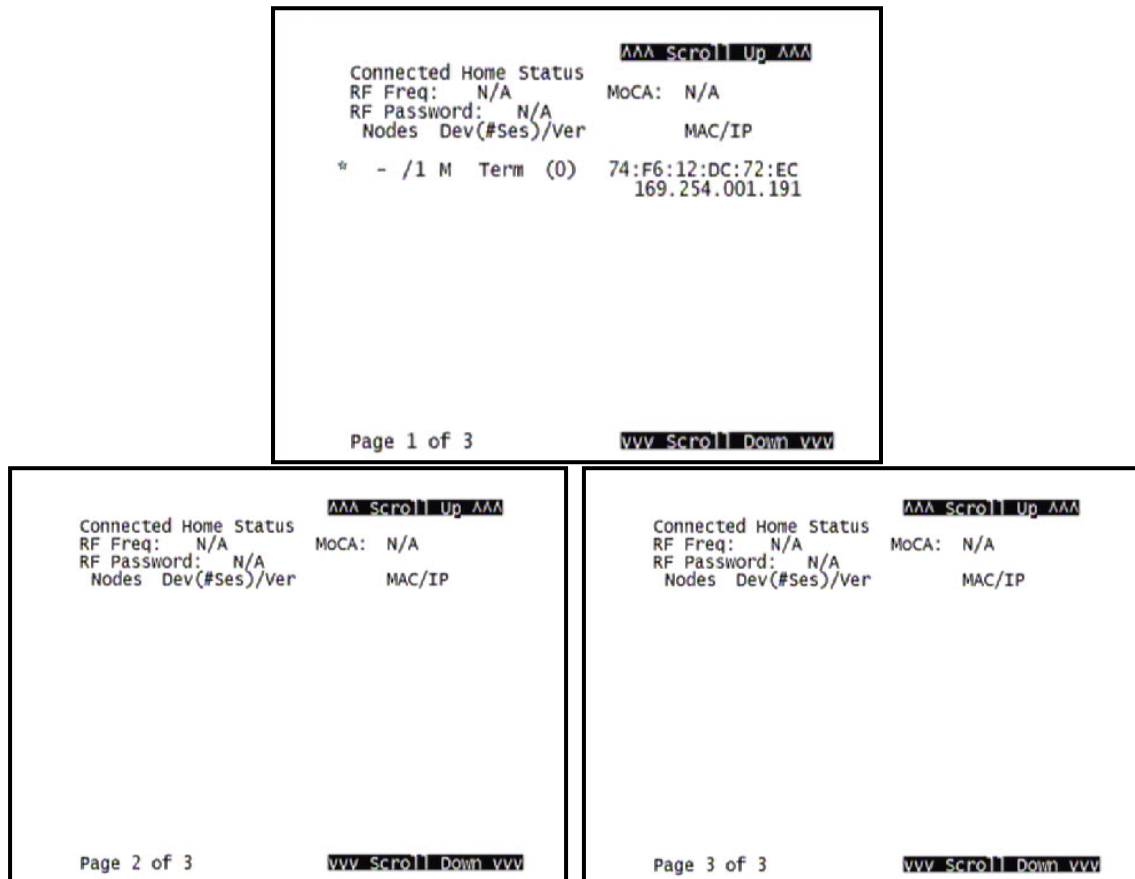 ^^^ Scroll Up ^^^
Connected Home Status
RF Freq: N/A MoCA: N/A
RF Password: N/A
Nodes Dev(#Ses)/Ver MAC/IP
* - /1 M Term (0) 74:F6:12:DC:72:EC
169.254.001.191
Page 1 of 3 vvv Scroll Down vvv
^^^ Scroll Up ^^^
Connected Home Status
RF Freq: N/A MoCA: N/A
RF Password: N/A
Nodes Dev(#Ses)/Ver MAC/IP
Page 2 of 3 vvv Scroll Down vvv
^^^ Scroll Up ^^^
Connected Home Status
RF Freq: N/A MoCA: N/A
RF Password: N/A
Nodes Dev(#Ses)/Ver MAC/IP
Page 3 of 3 vvv Scroll Down vvv